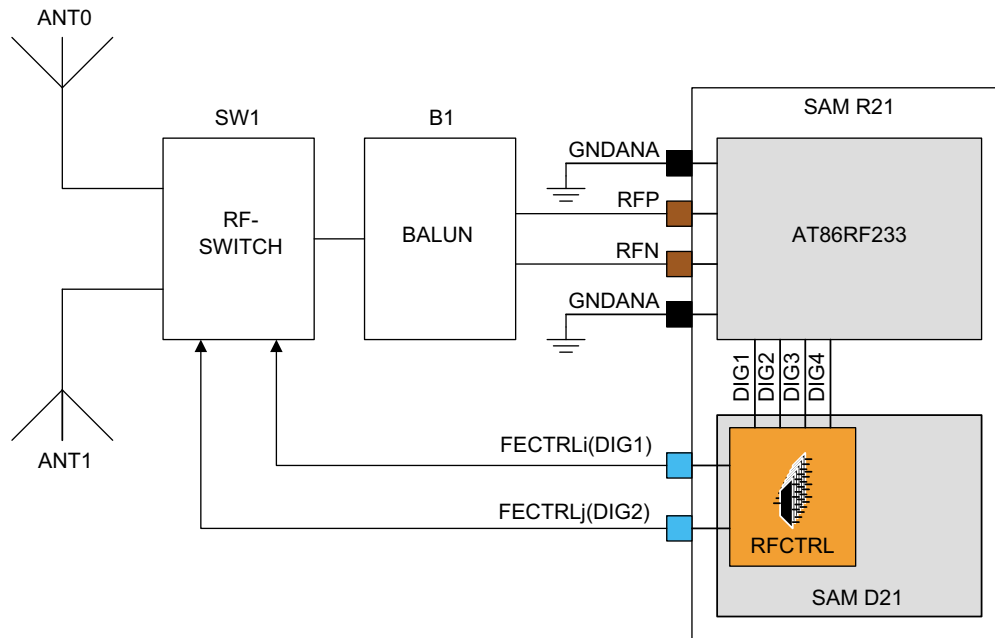 ANT0
SW1
B1
SAM R21
GNDANA
RFP
RFN
GNDANA
RF-
SWITCH
BALUN
AT86RF233
DIG1
DIG2
DIG3
DIG4
ANT1
FECTRLi(DIG1)
FECTRLj(DIG2)
RFCTRL
SAM D21